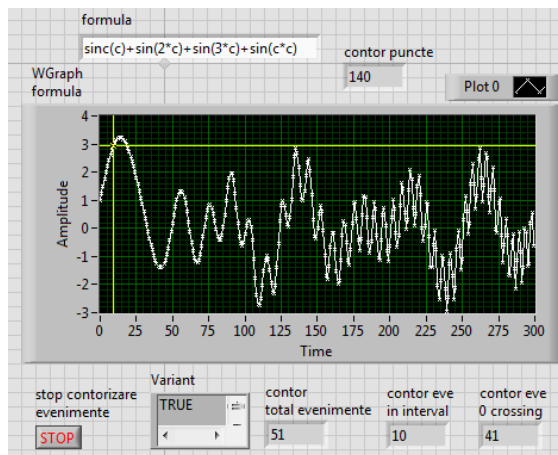 formula
sinc(c)+sin(2*c)+sin(3*c)+sin(c*c)
contor puncte
140
WGraph
formula
Plot 0
4
3
2
1
0
-1
-2
-3
Amplitude
0 25 50 75 100 125 150 175 200 225 250 275 300
Time
stop contorizare
evenimente
STOP
Variant
TRUE
contor
total evenimente
51
contor eve
in interval
10
contor eve
0 crossing
41